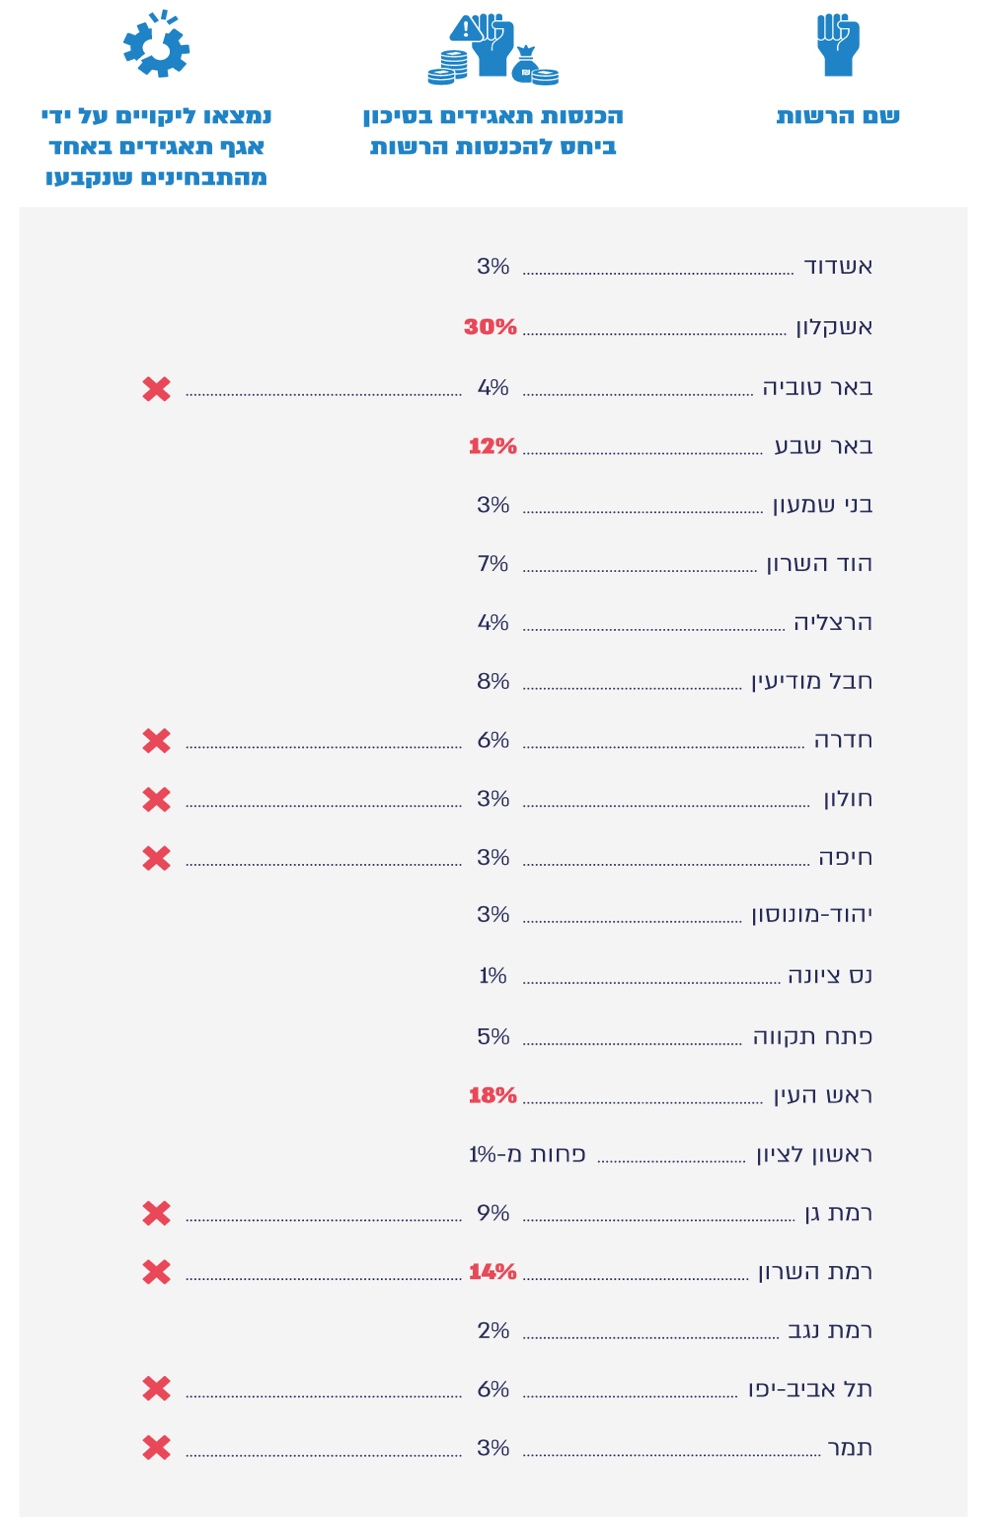 שם הרשות
הכנסות תאגידים בסיכון
ביחס להכנסות הרשות
נמצאו ליקויים על ידי
אגף תאגידים באחד
מהתבחינים שנקבעו
אשדוד 3%
אשקלון 30%
באר טוביה 4%
באר שבע 12%
בני שמעון 3%
הוד השרון 7%
הרצליה 4%
חבל מודיעין 8%
חדרה 6%
חולון 3%
חיפה 3%
יהוד-מונוסון 3%
נס ציונה 1%
פתח תקווה 5%
ראש העין 18%
ראשון לציון פחות מ-1%
רמת גן 9%
רמת השרון 14%
רמת נגב 2%
תל אביב-יפו 6%
תמר 3%